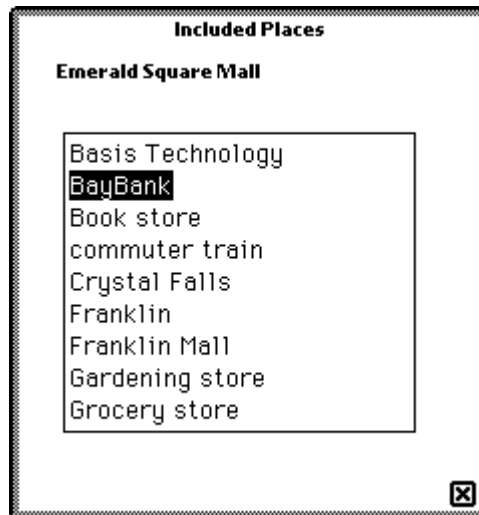 Included Places
Emerald Square Mall
Basis Technology
BayBank
Book store
commuter train
Crystal Falls
Franklin
Franklin Mall
Gardening store
Grocery store